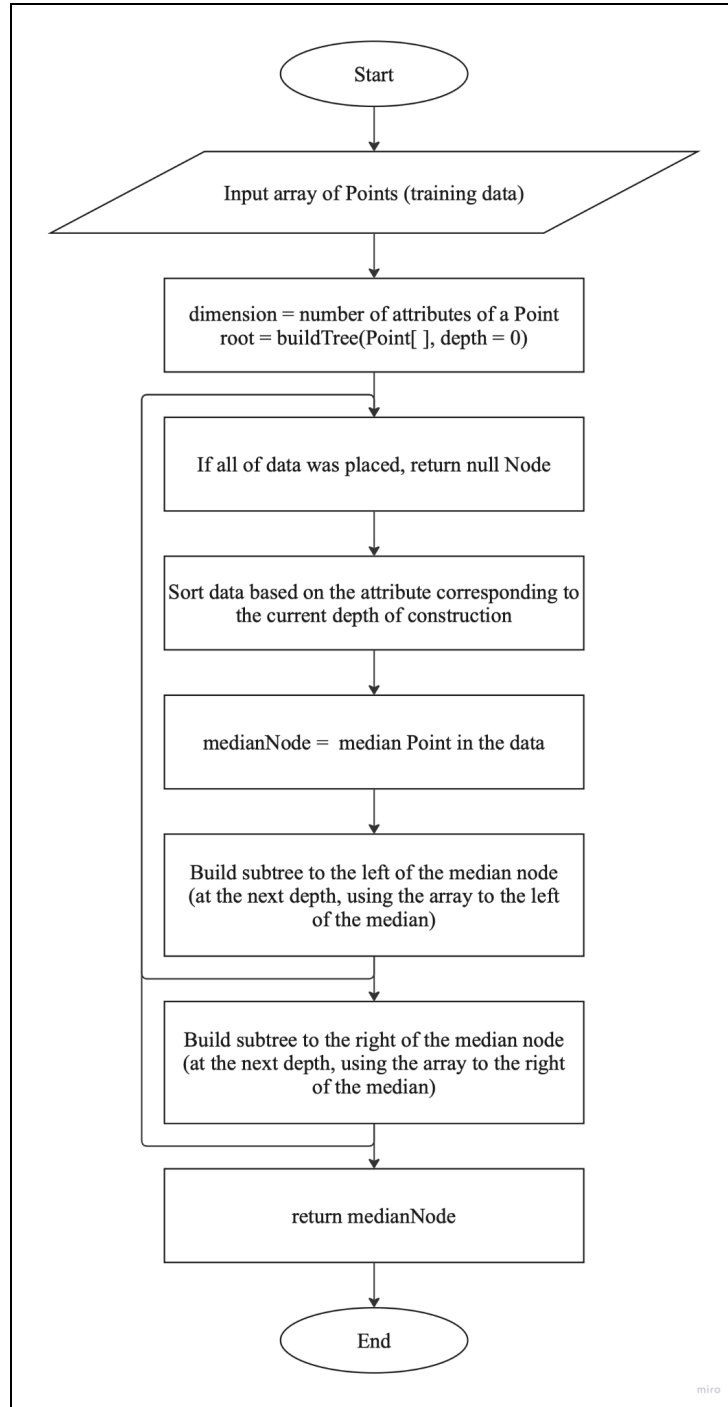 Start
Input array of Points (training data)
dimension = number of attributes of a Point
root = buildTree(Point[ ], depth = 0)
If all of data was placed, return null Node
Sort data based on the attribute corresponding to
the current depth of construction
medianNode =  median Point in the data
Build subtree to the left of the median node
(at the next depth, using the array to the left
of the median)
Build subtree to the right of the median node
(at the next depth, using the array to the right
of the median)
return medianNode
End
miro